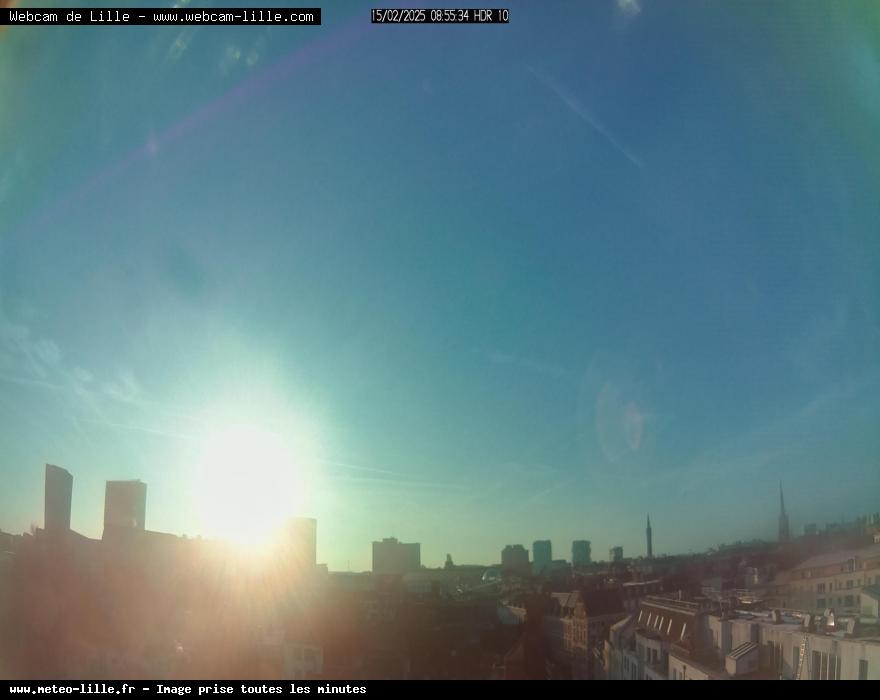 Webcam de Lille - www.webcam-lille.com
15/02/2025 08:55:34 HDR 10
www.meteo-lille.fr - Image prise toutes les minutes